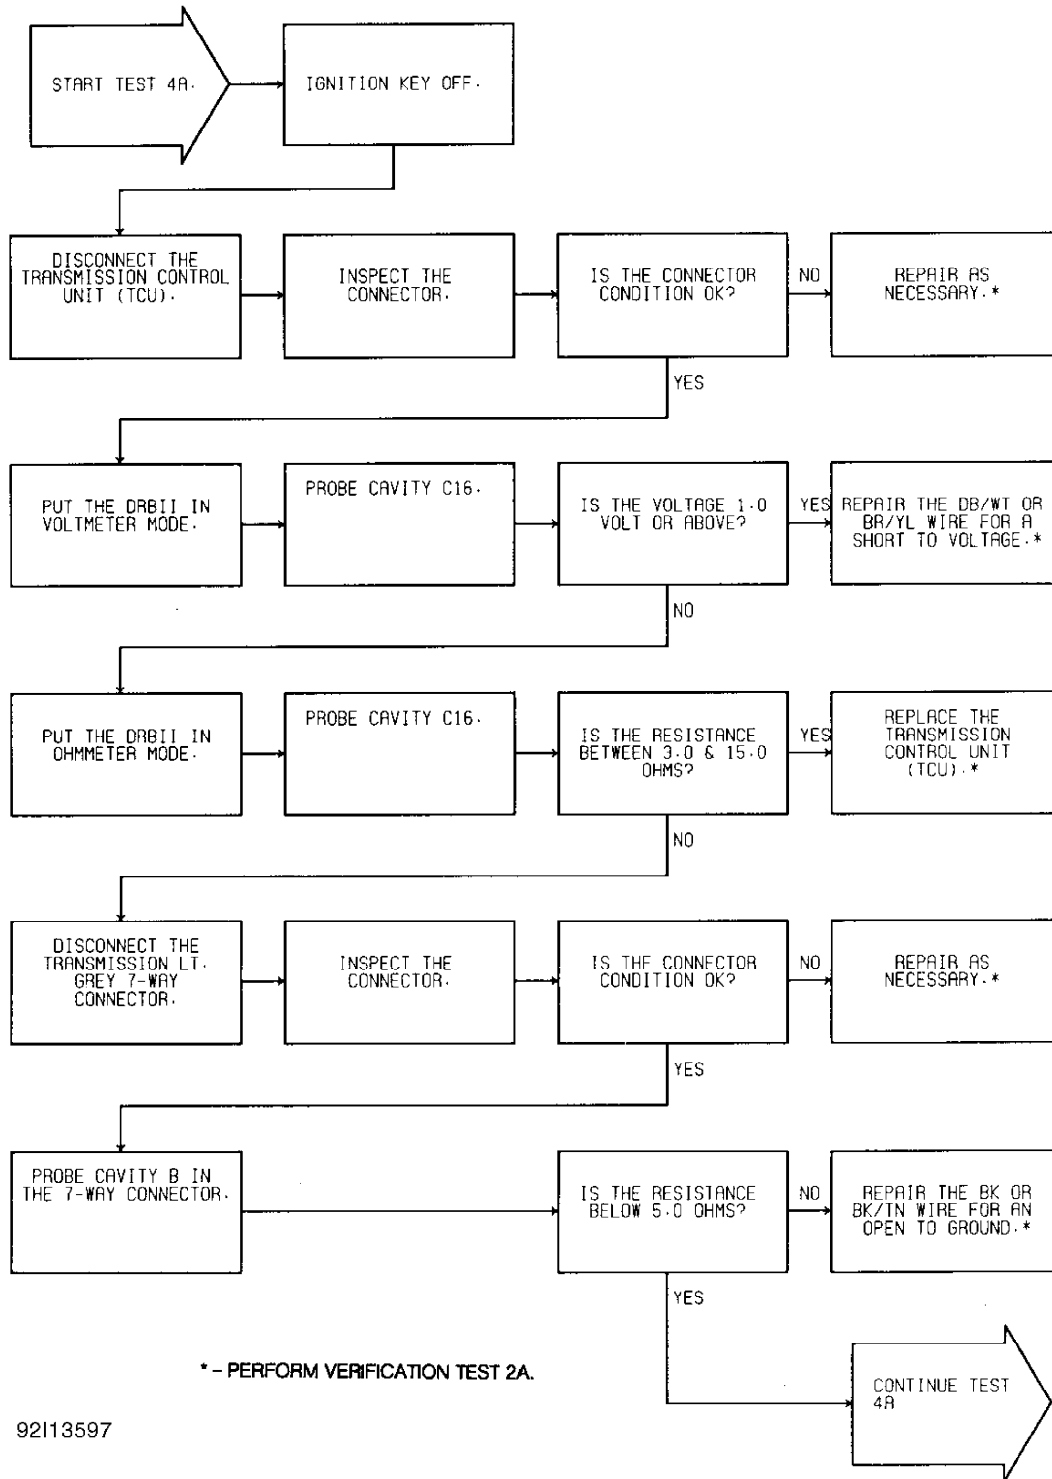 START TEST 4A.
IGNITION KEY OFF.
DISCONNECT THE
TRANSMISSION CONTROL
UNIT (TCU).
INSPECT THE
CONNECTOR.
IS THE CONNECTOR
CONDITION OK?
NO
REPAIR AS
NECESSARY.*
YES
PUT THE DRBII IN
VOLTMETER MODE.
PROBE CAVITY C16.
IS THE VOLTAGE 1.0
VOLT OR ABOVE?
YES
REPAIR THE DB/WT OR
BR/YL WIRE FOR A
SHORT TO VOLTAGE.*
NO
PUT THE DRBII IN
OHMMETER MODE.
PROBE CAVITY C16.
IS THE RESISTANCE
BETWEEN 3.0 & 15.0
OHMS?
YES
REPLACE THE
TRANSMISSION
CONTROL UNIT
(TCU).*
NO
DISCONNECT THE
TRANSMISSION LT.
GREY 7-WAY
CONNECTOR.
INSPECT THE
CONNECTOR.
IS THE CONNECTOR
CONDITION OK?
NO
REPAIR AS
NECESSARY.*
YES
PROBE CAVITY B IN
THE 7-WAY CONNECTOR.
IS THE RESISTANCE
BELOW 5.0 OHMS?
NO
REPAIR THE BK OR
BK/TN WIRE FOR AN
OPEN TO GROUND.*
YES
* – PERFORM VERIFICATION TEST 2A.
CONTINUE TEST
4A
92I13597